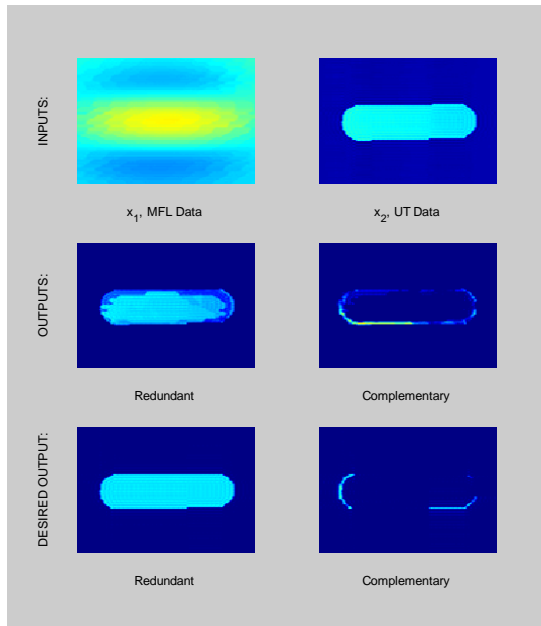 INPUTS:
x1, MFL Data
x2, UT Data
OUTPUTS:
Redundant
Complementary
DESIRED OUTPUT:
Redundant
Complementary